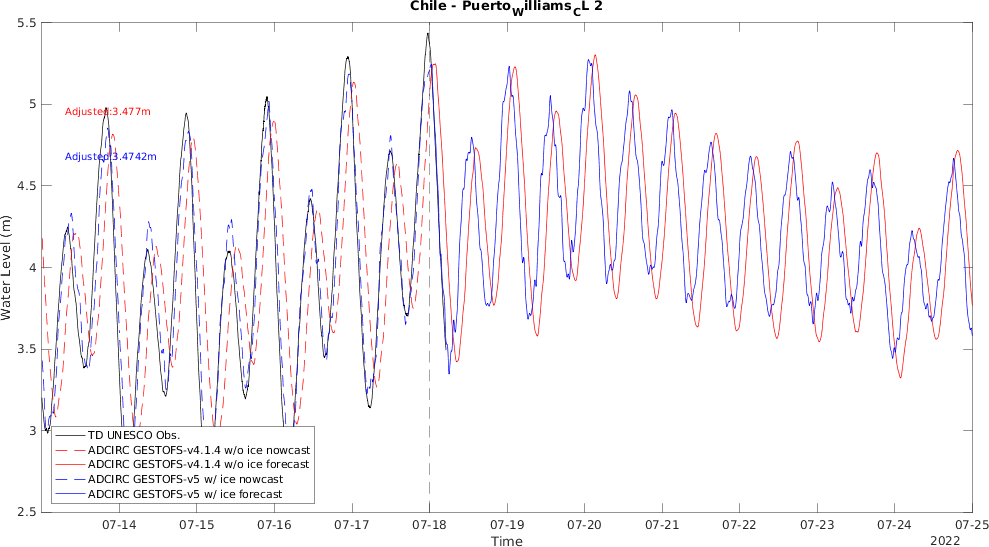 Chile - PuertoWilliamsCL 2
5.5
5
4.5
4
3.5
3
2.5
Water Level (m)
Adjusted:3.477m
Adjusted:3.4742m
TD UNESCO Obs.
ADCIRC GESTOFS-v4.1.4 w/o ice nowcast
ADCIRC GESTOFS-v4.1.4 w/o ice forecast
ADCIRC GESTOFS-v5 w/ ice nowcast
ADCIRC GESTOFS-v5 w/ ice forecast
07-14 07-15 07-16 07-17 07-18 07-19 07-20 07-21 07-22 07-23 07-24 07-25
Time
2022